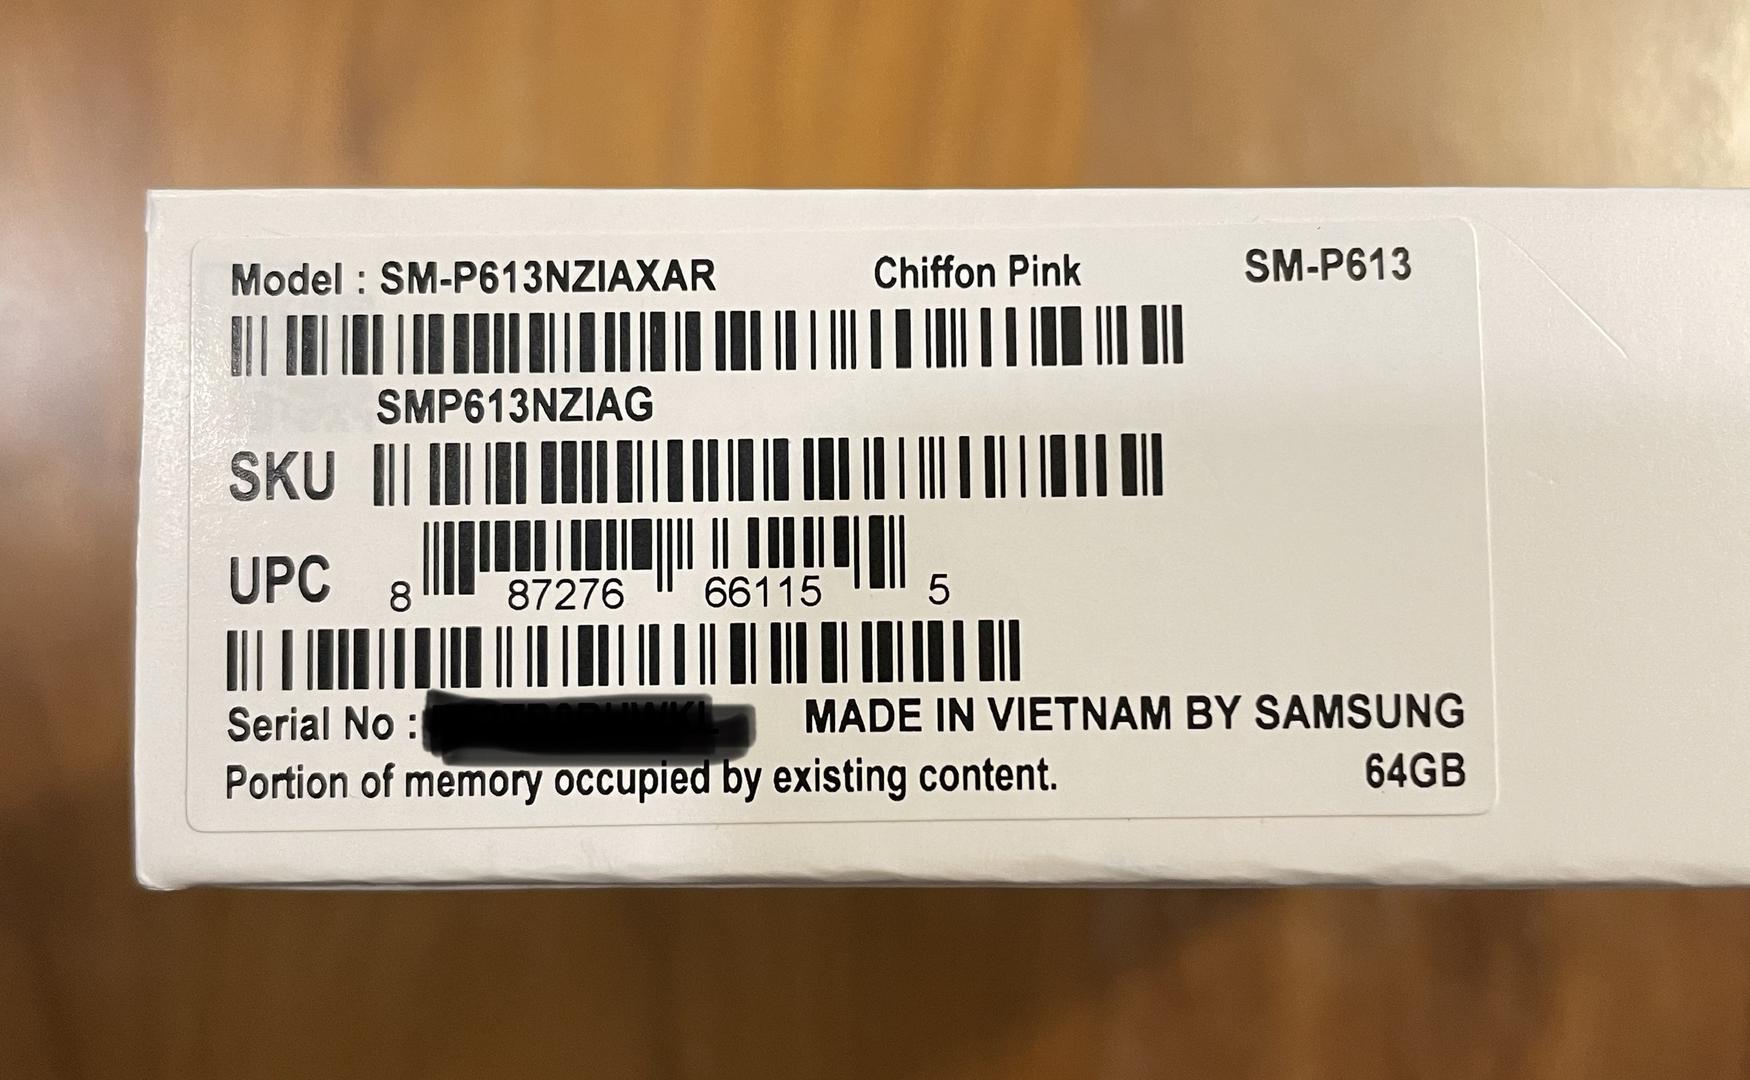 Model : SM-P613NZIAXAR Chiffon Pink SM-P613
SMP613NZIAG
SKU
UPC 8 87276 66115 5
Serial No :
MADE IN VIETNAM BY SAMSUNG
Portion of memory occupied by existing content. 64GB